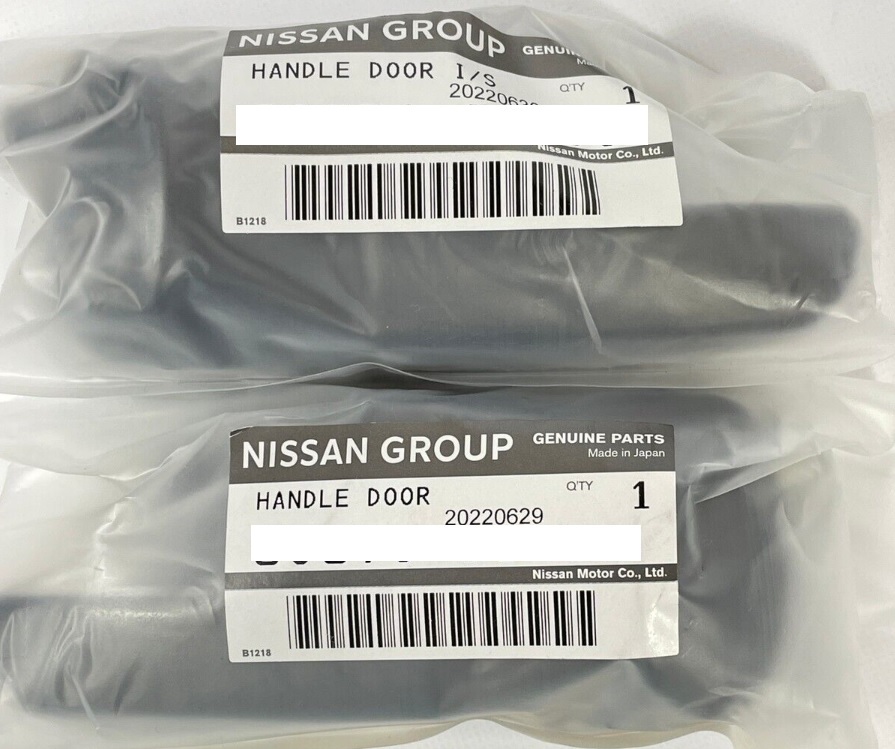 NISSAN GROUP
HANDLE DOOR I/S
Q'TY 1
Nissan Motor Co., Ltd.
B1218
NISSAN GROUP GENUINE PARTS
Made in Japan
HANDLE DOOR
Q'TY 1
20220629
Nissan Motor Co., Ltd.
B1218